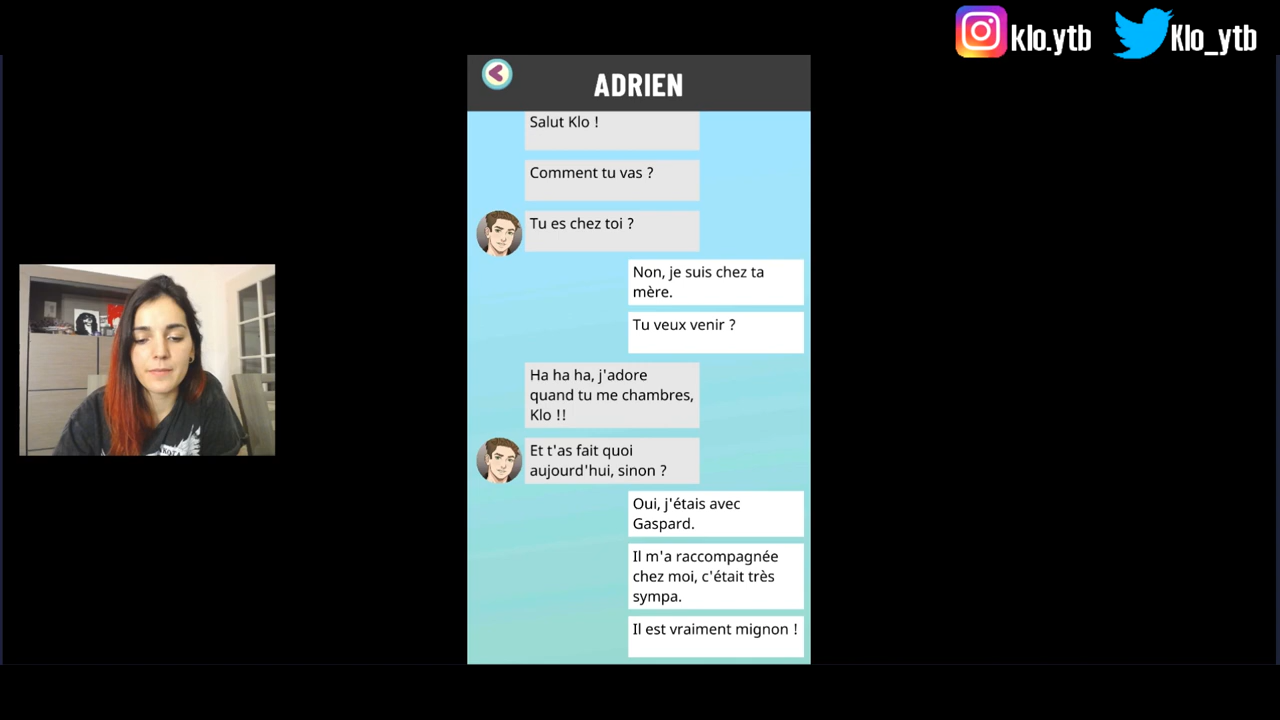 klo.ytb
Klo_ytb
ADRIEN
Salut Klo !
Comment tu vas ?
Tu es chez toi ?
Non, je suis chez ta
mère.
Tu veux venir ?
Ha ha ha, j'adore
quand tu me chambres,
Klo !!
Et t'as fait quoi
aujourd'hui, sinon ?
Oui, j'étais avec
Gaspard.
Il m'a raccompagnée
chez moi, c'était très
sympa.
Il est vraiment mignon !